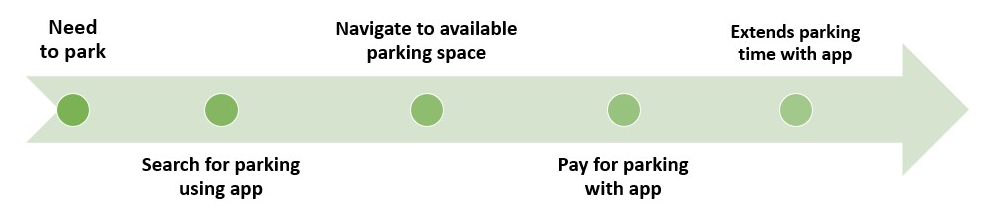 Need
to park
Search for parking
using app
Navigate to available
parking space
Pay for parking
with app
Extends parking
time with app